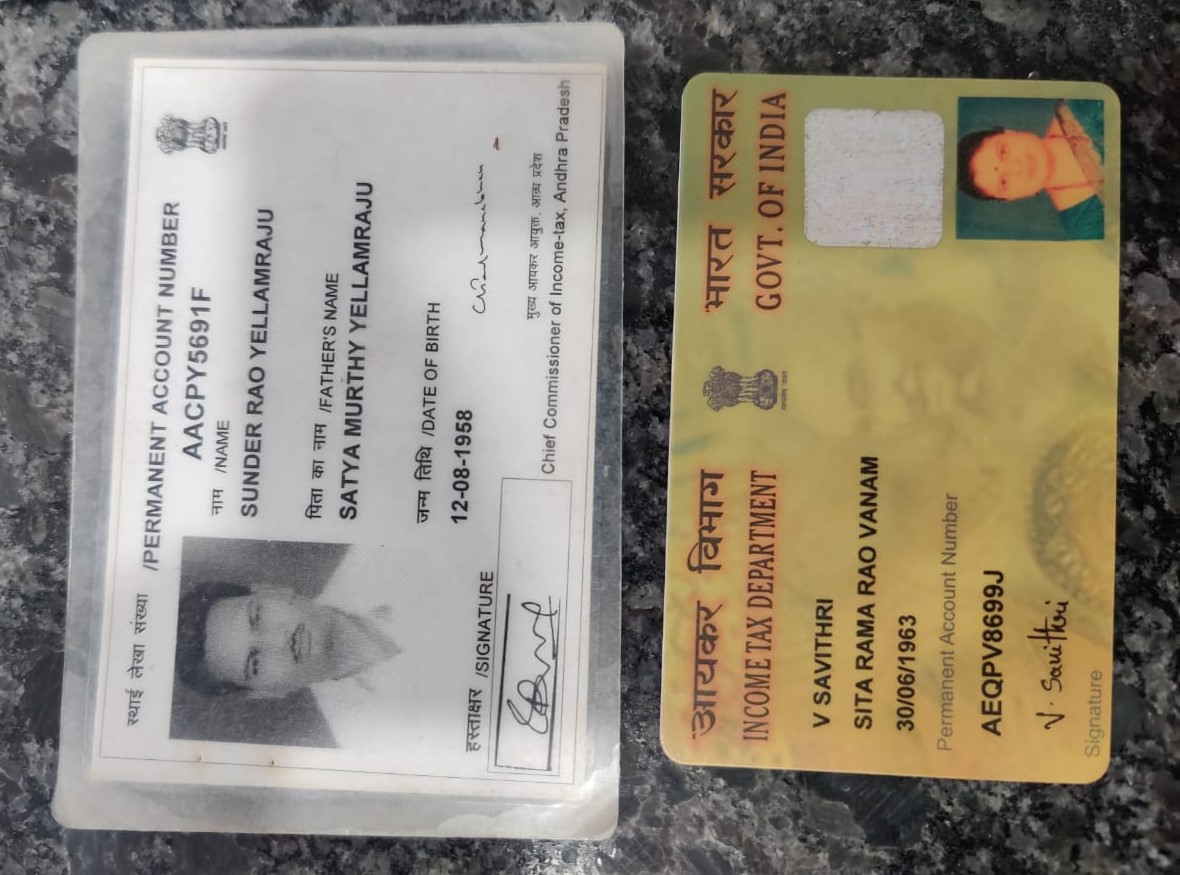 स्थाई लेखा संख्या /PERMANENT ACCOUNT NUMBER
AACPY5691F
नाम /NAME
SUNDER RAO YELLAMRAJU
पिता का नाम /FATHER'S NAME
SATYA MURTHY YELLAMRAJU
जन्म तिथि /DATE OF BIRTH
12-08-1958
हस्ताक्षर /SIGNATURE
मुख्य आयकर आयुक्त, आन्ध्र प्रदेश
Chief Commissioner of Income-tax, Andhra Pradesh
आयकर विभाग भारत सरकार
INCOME TAX DEPARTMENT GOVT. OF INDIA
V SAVITHRI
SITA RAMA RAO VANAM
30/06/1963
Permanent Account Number
AEQPV8699J
V. Savithri
Signature